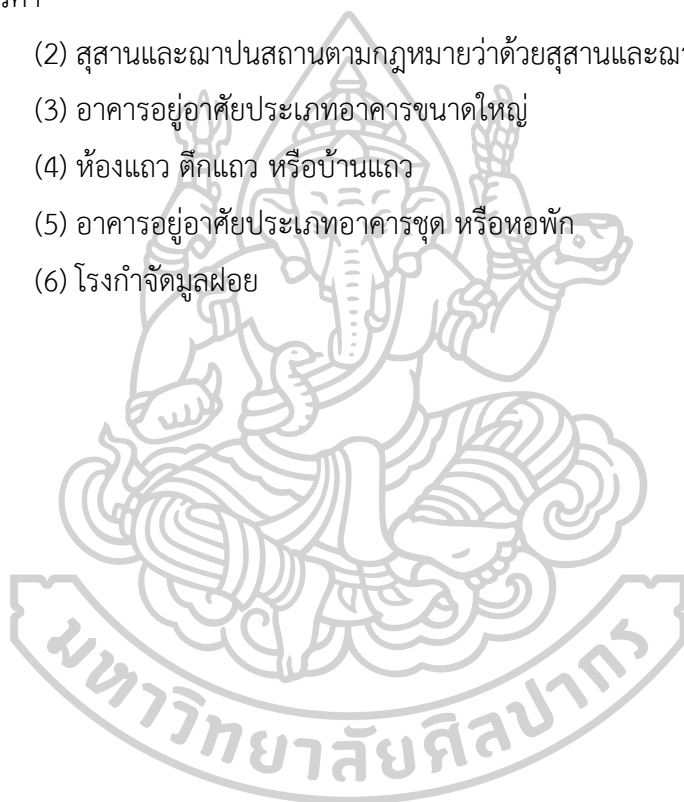 (2) สุสานและฌาปนสถานตามกฎหมายว่าด้วยสุสานและ
(3) อาคารอยู่อาศัยประเภทอาคารขนาดใหญ่
(4) ห้องแถว ตึกแถว หรือบ้านแถว
(5) อาคารอยู่อาศัยประเภทอาคารชุด หรือหอพัก
(6) โรงกำจัดมูลฝอย
มหาวิทยาลัยศิลปากร